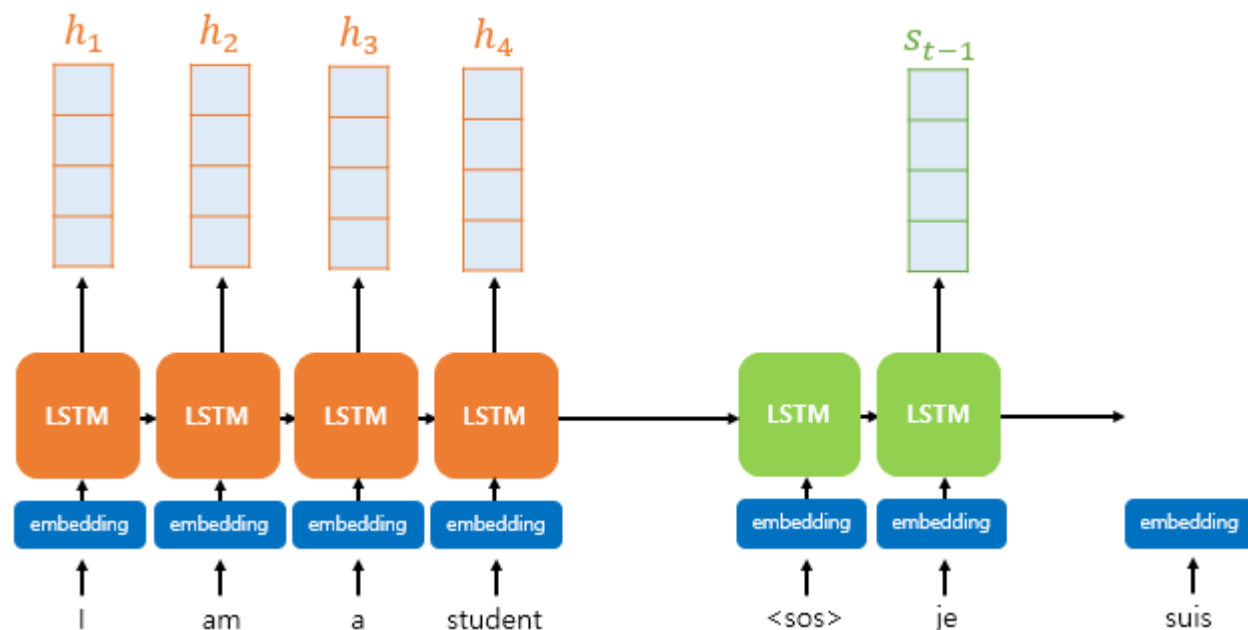 h₁ h₂ h₃ h₄ sₜ₋₁
LSTM LSTM LSTM LSTM LSTM LSTM
embedding embedding embedding embedding embedding embedding embedding
I am a student <sos> je suis